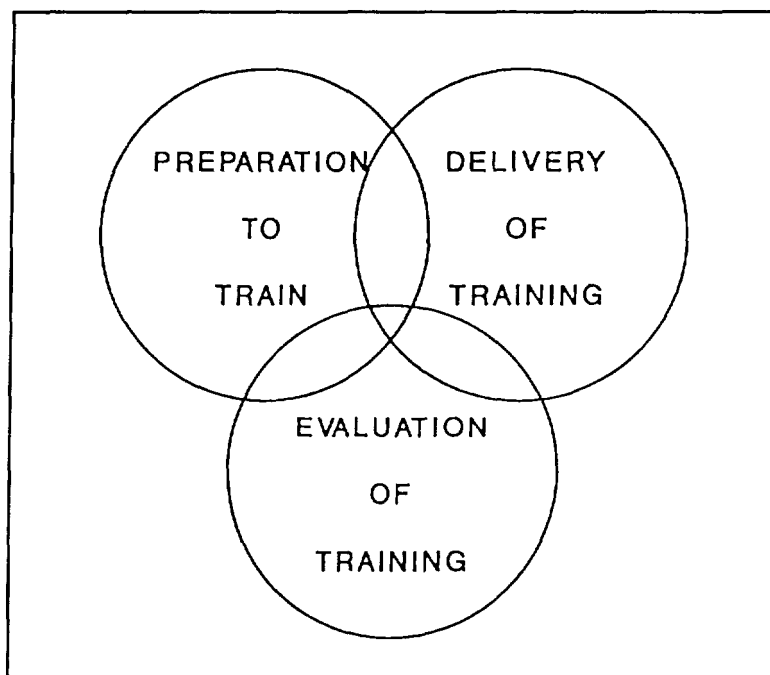 PREPARATION
TO
TRAIN
DELIVERY
OF
TRAINING
EVALUATION
OF
TRAINING